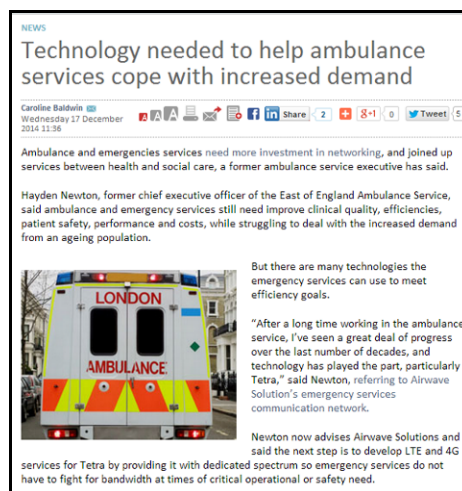 NEWS
Technology needed to help ambulance
services cope with increased demand
Caroline Baldwin
Wednesday 17 December
2014 11:36
A A A
f in Share 2 + g+1 0 Tweet 5
Ambulance and emergencies services need more investment in networking, and joined up
services between health and social care, a former ambulance service executive has said.
Hayden Newton, former chief executive officer of the East of England Ambulance Service,
said ambulance and emergency services still need improve clinical quality, efficiencies,
patient safety, performance and costs, while struggling to deal with the increased demand
from an ageing population.
LONDON
AMBULANCE
But there are many technologies the
emergency services can use to meet
efficiency goals.
"After a long time working in the ambulance
service, I've seen a great deal of progress
over the last number of decades, and
technology has played the part, particularly
Tetra," said Newton, referring to Airwave
Solution's emergency services
communication network.
Newton now advises Airwave Solutions and
said the next step is to develop LTE and 4G
services for Tetra by providing it with dedicated spectrum so emergency services do not
have to fight for bandwidth at times of critical operational or safety need.